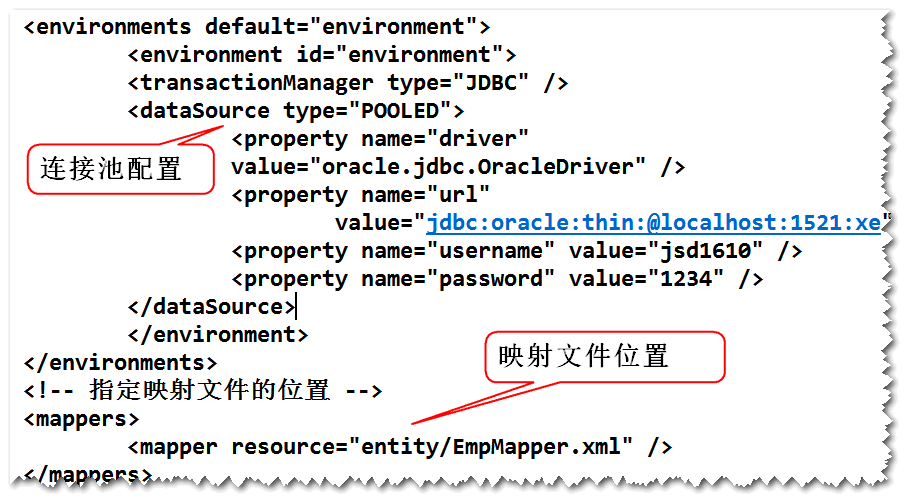 <environments default="environment">
<environment id="environment">
<transactionManager type="JDBC" />
<dataSource type="POOLED">
<property name="driver"
连接池配置
value="oracle.jdbc.OracleDriver" />
<property name="url"
value="jdbc:oracle:thin:@localhost:1521:xe"
<property name="username" value="jsd1610" />
<property name="password" value="1234" />
</dataSource>
</environment>
映射文件位置
</environments>
<!-- 指定映射文件的位置 -->
<mappers>
<mapper resource="entity/EmpMapper.xml" />
</mappers>